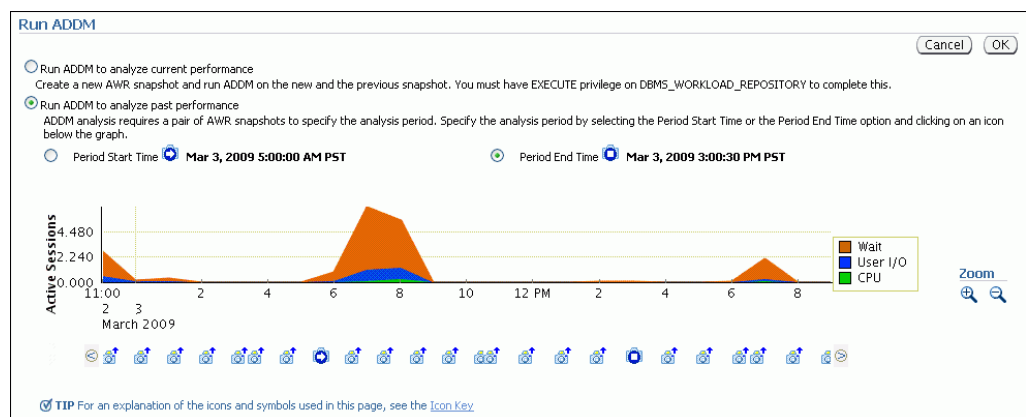 Run ADDM
Cancel OK
Run ADDM to analyze current performance
Create a new AWR snapshot and run ADDM on the new and the previous snapshot. You must have EXECUTE privilege on DBMS_WORKLOAD_REPOSITORY to complete this.
Run ADDM to analyze past performance
ADDM analysis requires a pair of AWR snapshots to specify the analysis period. Specify the analysis period by selecting the Period Start Time or the Period End Time option and clicking on an icon
below the graph.
Period Start Time Mar 3, 2009 5:00:00 AM PST Period End Time Mar 3, 2009 3:00:30 PM PST
Active Sessions
4.480
2.240
0.000
Wait
User I/O
CPU
Zoom
11:00 2 4 6 8 10 12 PM 2 4 6 8
2 3
March 2009
TIP For an explanation of the icons and symbols used in this page, see the Icon Key